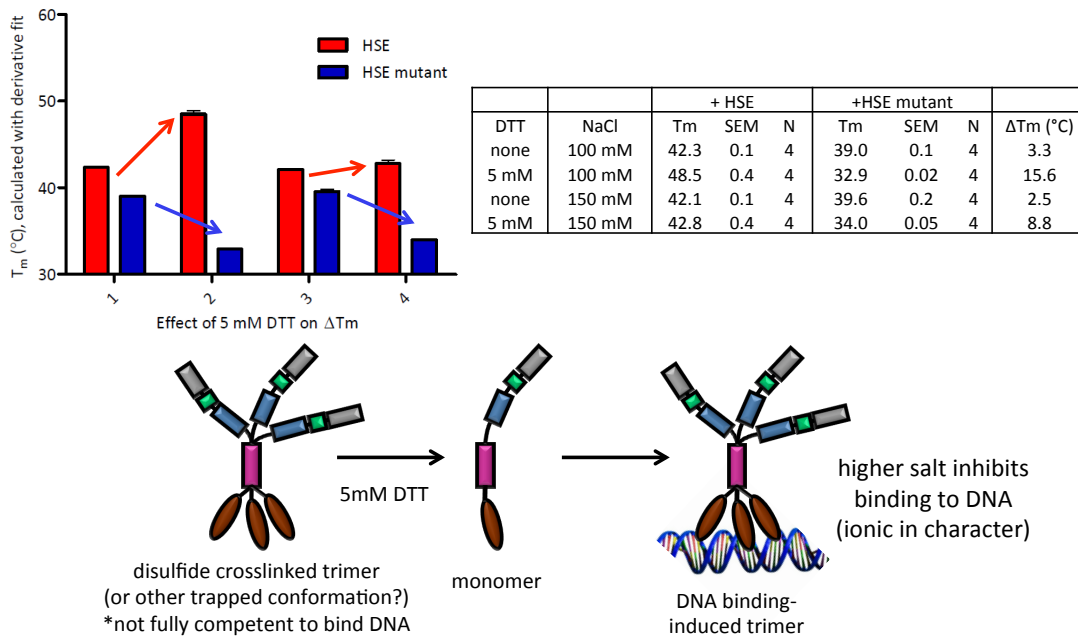 60
50
40
30
T_m (°C), calculated with derivative fit
HSE
HSE mutant
1
2
3
4
Effect of 5 mM DTT on ΔTm
+ HSE +HSE mutant
DTT NaCl Tm SEM N Tm SEM N ΔTm (°C)
none 100 mM 42.3 0.1 4 39.0 0.1 4 3.3
5 mM 100 mM 48.5 0.4 4 32.9 0.02 4 15.6
none 150 mM 42.1 0.1 4 39.6 0.2 4 2.5
5 mM 150 mM 42.8 0.4 4 34.0 0.05 4 8.8
5mM DTT
disulfide crosslinked trimer
(or other trapped conformation?)
*not fully competent to bind DNA
monomer
DNA binding-
induced trimer
higher salt inhibits
binding to DNA
(ionic in character)